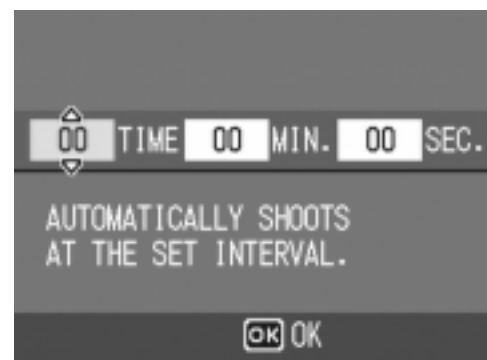 00 TIME 00 MIN. 00 SEC.
AUTOMATICALLY SHOOTS
AT THE SET INTERVAL.
OK OK